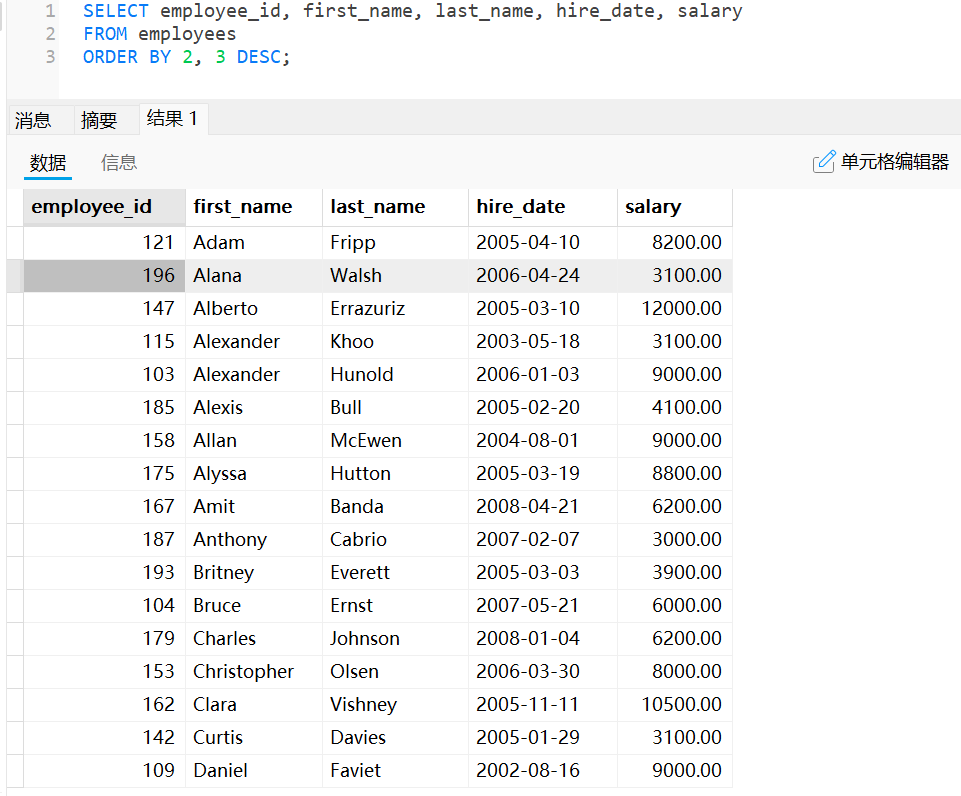 1 SELECT employee_id, first_name, last_name, hire_date, salary
2 FROM employees
3 ORDER BY 2, 3 DESC;
消息 摘要 结果 1
数据 信息 单元格编辑器
employee_id first_name last_name hire_date salary
121 Adam Fripp 2005-04-10 8200.00
196 Alana Walsh 2006-04-24 3100.00
147 Alberto Errazuriz 2005-03-10 12000.00
115 Alexander Khoo 2003-05-18 3100.00
103 Alexander Hunold 2006-01-03 9000.00
185 Alexis Bull 2005-02-20 4100.00
158 Allan McEwen 2004-08-01 9000.00
175 Alyssa Hutton 2005-03-19 8800.00
167 Amit Banda 2008-04-21 6200.00
187 Anthony Cabrio 2007-02-07 3000.00
193 Britney Everett 2005-03-03 3900.00
104 Bruce Ernst 2007-05-21 6000.00
179 Charles Johnson 2008-01-04 6200.00
153 Christopher Olsen 2006-03-30 8000.00
162 Clara Vishney 2005-11-11 10500.00
142 Curtis Davies 2005-01-29 3100.00
109 Daniel Faviet 2002-08-16 9000.00